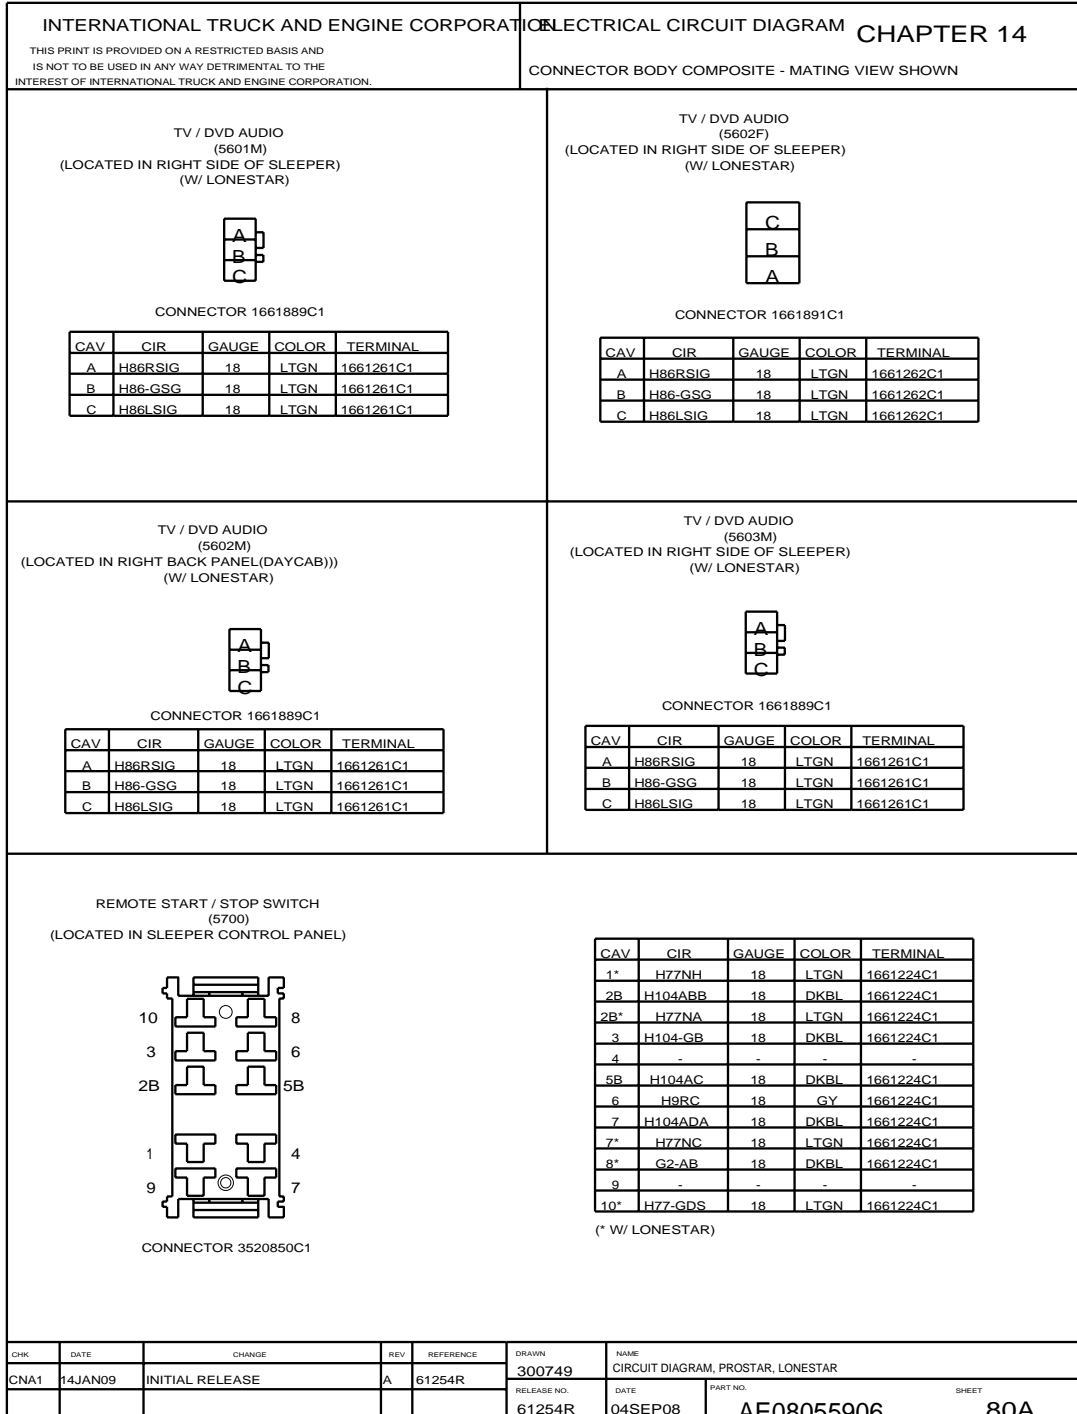 INTERNATIONAL TRUCK AND ENGINE CORPORATION
THIS PRINT IS PROVIDED ON A RESTRICTED BASIS AND
IS NOT TO BE USED IN ANY WAY DETRIMENTAL TO THE
INTEREST OF INTERNATIONAL TRUCK AND ENGINE CORPORATION.
ELECTRICAL CIRCUIT DIAGRAM CHAPTER 14
CONNECTOR BODY COMPOSITE - MATING VIEW SHOWN
TV / DVD AUDIO
(5601M)
(LOCATED IN RIGHT SIDE OF SLEEPER)
(W/ LONESTAR)
A
B
C
CONNECTOR 1661889C1
CAV CIR GAUGE COLOR TERMINAL
A H86RSIG 18 LTGN 1661261C1
B H86-GSG 18 LTGN 1661261C1
C H86LSIG 18 LTGN 1661261C1
TV / DVD AUDIO
(5602F)
(LOCATED IN RIGHT SIDE OF SLEEPER)
(W/ LONESTAR)
C
B
A
CONNECTOR 1661891C1
CAV CIR GAUGE COLOR TERMINAL
A H86RSIG 18 LTGN 1661262C1
B H86-GSG 18 LTGN 1661262C1
C H86LSIG 18 LTGN 1661262C1
TV / DVD AUDIO
(5602M)
(LOCATED IN RIGHT BACK PANEL(DAYCAB)))
(W/ LONESTAR)
A
B
C
CONNECTOR 1661889C1
CAV CIR GAUGE COLOR TERMINAL
A H86RSIG 18 LTGN 1661261C1
B H86-GSG 18 LTGN 1661261C1
C H86LSIG 18 LTGN 1661261C1
TV / DVD AUDIO
(5603M)
(LOCATED IN RIGHT SIDE OF SLEEPER)
(W/ LONESTAR)
A
B
C
CONNECTOR 1661889C1
CAV CIR GAUGE COLOR TERMINAL
A H86RSIG 18 LTGN 1661261C1
B H86-GSG 18 LTGN 1661261C1
C H86LSIG 18 LTGN 1661261C1
REMOTE START / STOP SWITCH
(5700)
(LOCATED IN SLEEPER CONTROL PANEL)
10 8
3 6
2B 5B
1 4
9 7
CONNECTOR 3520850C1
CAV CIR GAUGE COLOR TERMINAL
1* H77NH 18 LTGN 1661224C1
2B H104ABB 18 DKBL 1661224C1
2B* H77NA 18 LTGN 1661224C1
3 H104-GB 18 DKBL 1661224C1
4 - - - -
5B H104AC 18 DKBL 1661224C1
6 H9RC 18 GY 1661224C1
7 H104ADA 18 DKBL 1661224C1
7* H77NC 18 LTGN 1661224C1
8* G2-AB 18 DKBL 1661224C1
9 - - - -
10* H77-GDS 18 LTGN 1661224C1
(* W/ LONESTAR)
CHK DATE CHANGE REV REFERENCE
CNA1 14JAN09 INITIAL RELEASE A 61254R
DRAWN
300749
NAME
CIRCUIT DIAGRAM, PROSTAR, LONESTAR
RELEASE NO. DATE PART NO. SHEET
61254R 04SEP08 AE08055906 80A